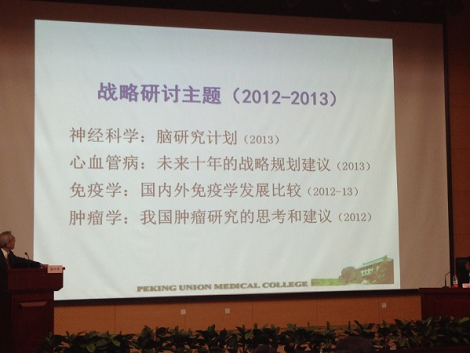 战略研讨主题（2012-2013）
神经科学：脑研究计划（2013）
心血管病：未来十年的战略规划建议（2013）
免疫学：国内外免疫学发展比较（2012-13）
肿瘤学：我国肿瘤研究的思考和建议（2012）
PEKING UNION MEDICAL COLLEGE